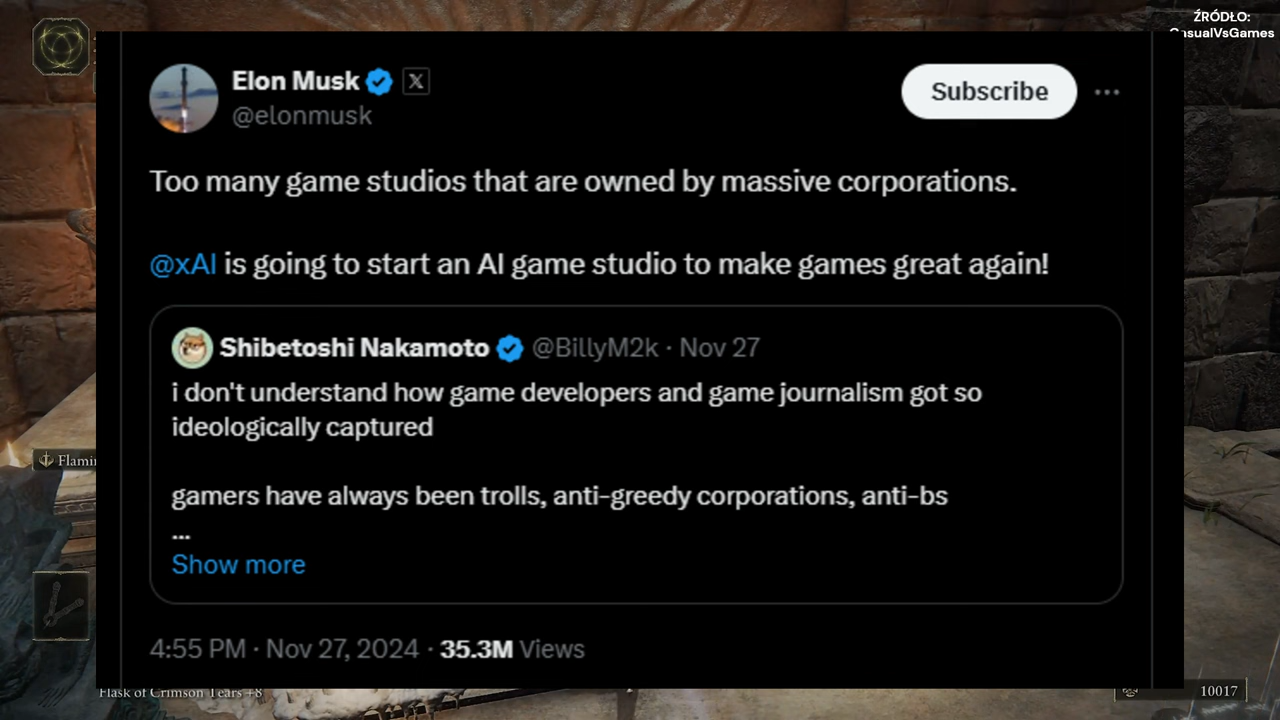 ŹRÓDŁO:
CasualVsGames
Elon Musk
@elonmusk
Subscribe
Too many game studios that are owned by massive corporations.
@xAI is going to start an AI game studio to make games great again!
Shibetoshi Nakamoto @BillyM2k · Nov 27
i don't understand how game developers and game journalism got so
ideologically captured
gamers have always been trolls, anti-greedy corporations, anti-bs
...
Show more
4:55 PM · Nov 27, 2024 · 35.3M Views
Flask of Crimson Tears +8
10017